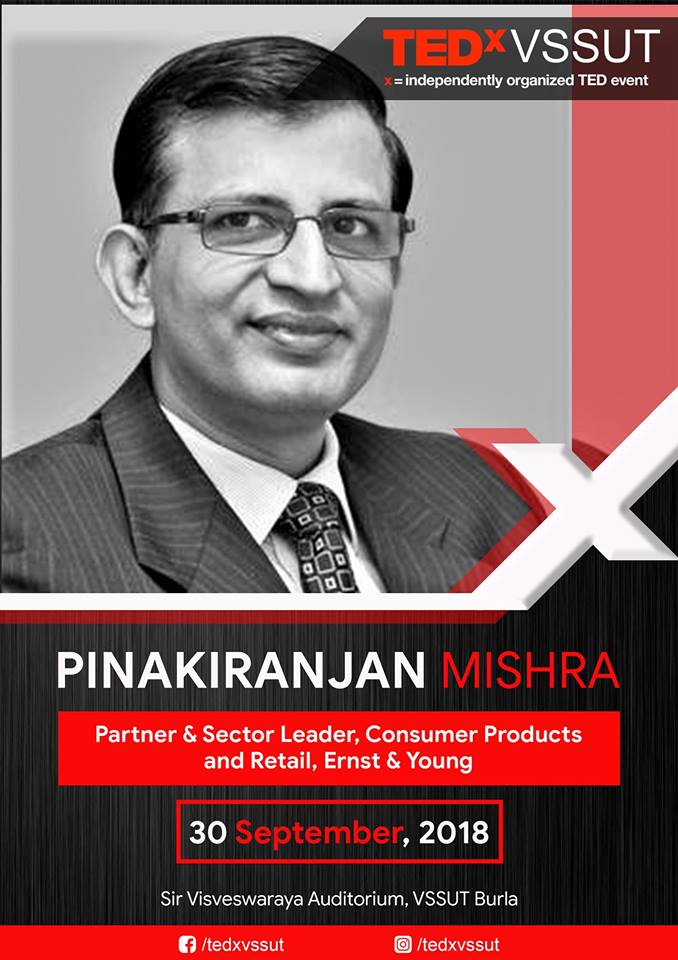 TEDx VSSUT
x = independently organized TED event
PINAKIRANJAN MISHRA
Partner & Sector Leader, Consumer Products
and Retail, Ernst & Young
30 September, 2018
Sir Visveswaraya Auditorium, VSSUT Burla
/tedxvssut /tedxvssut